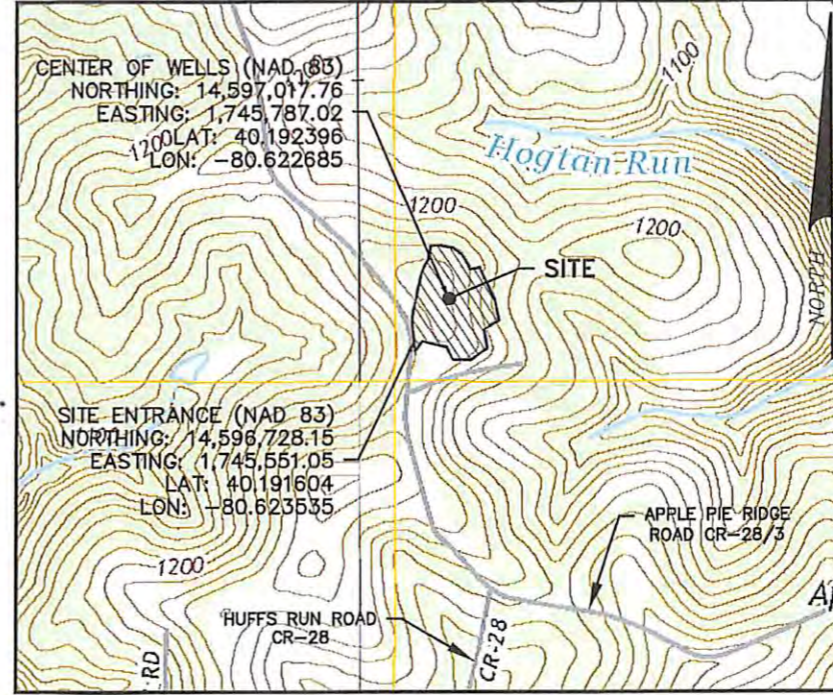 CENTER OF WELLS (NAD 83)
NORTHING: 14,597,017.76
EASTING: 1,745,787.02
LAT: 40.192396
LON: -80.622685
1200
1100
Hogtan Run
1200
1200
SITE
NORTH
SITE ENTRANCE (NAD 83)
NORTHING: 14,596,728.15
EASTING: 1,745,551.05
LAT: 40.191604
LON: -80.623535
1200
APPLE PIE RIDGE
ROAD CR-28/3
HUFFS RUN ROAD
CR-28
CR-28
RD